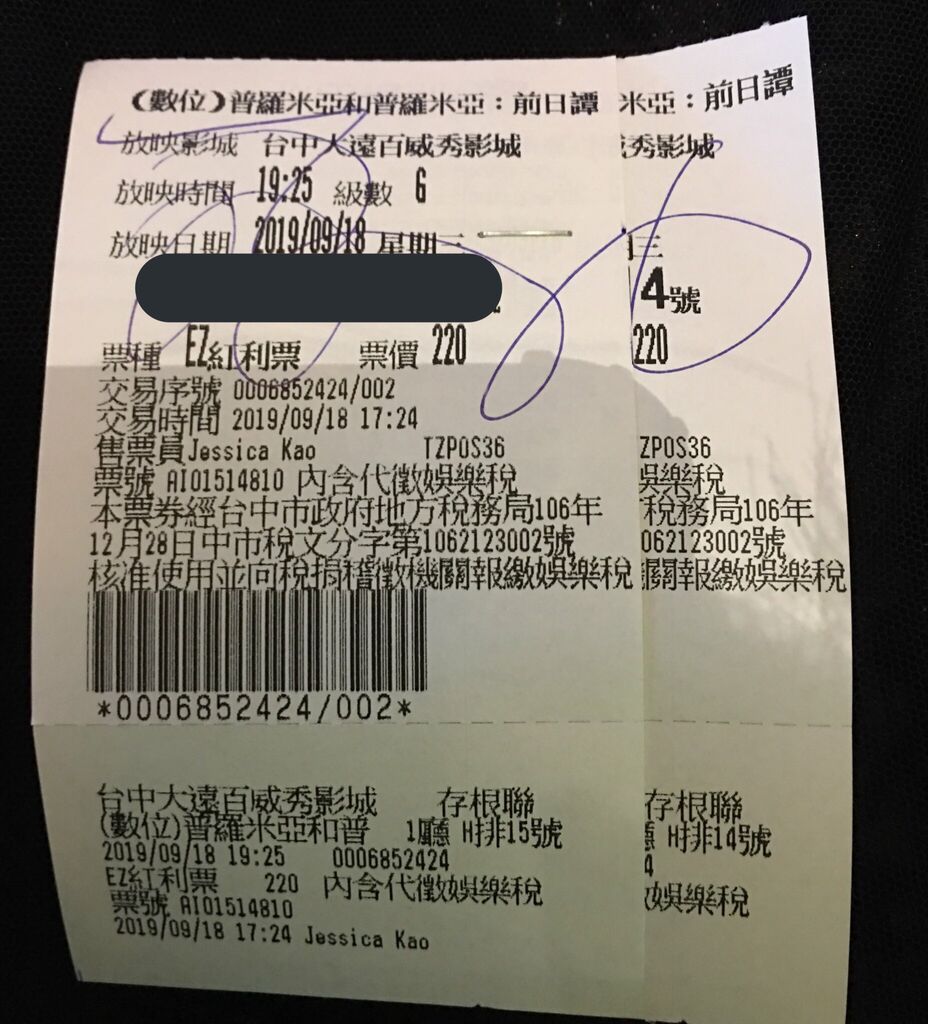 (數位)普羅米亞和普羅米亞：前日譚 米亞：前日譚
放映影城 台中大遠百威秀影城 秀影城
放映時間 19:25 級數 6
放映日期 2019/09/18 星期三 三
4號
票種 EZ紅利票 票價 220 220
交易序號 0006852424/002
交易時間 2019/09/18 17:24
售票員Jessica Kao TZPOS36 ZPOS36
票號 AI01514810 內含代徵娛樂稅 娛樂稅
本票券經台中市政府地方稅務局106年 稅務局106年
12月28日中市稅文分字第1062123002號 062123002號
核准使用並向稅捐稽徵機關報繳娛樂稅 關報繳娛樂稅
*0006852424/002*
台中大遠百威秀影城 存根聯 存根聯
(數位)普羅米亞和普 1廳 H排15號 廳 H排14號
2019/09/18 19:25 0006852424 4
EZ紅利票 220 內含代徵娛樂稅 娛樂稅
票號 AI01514810
2019/09/18 17:24 Jessica Kao